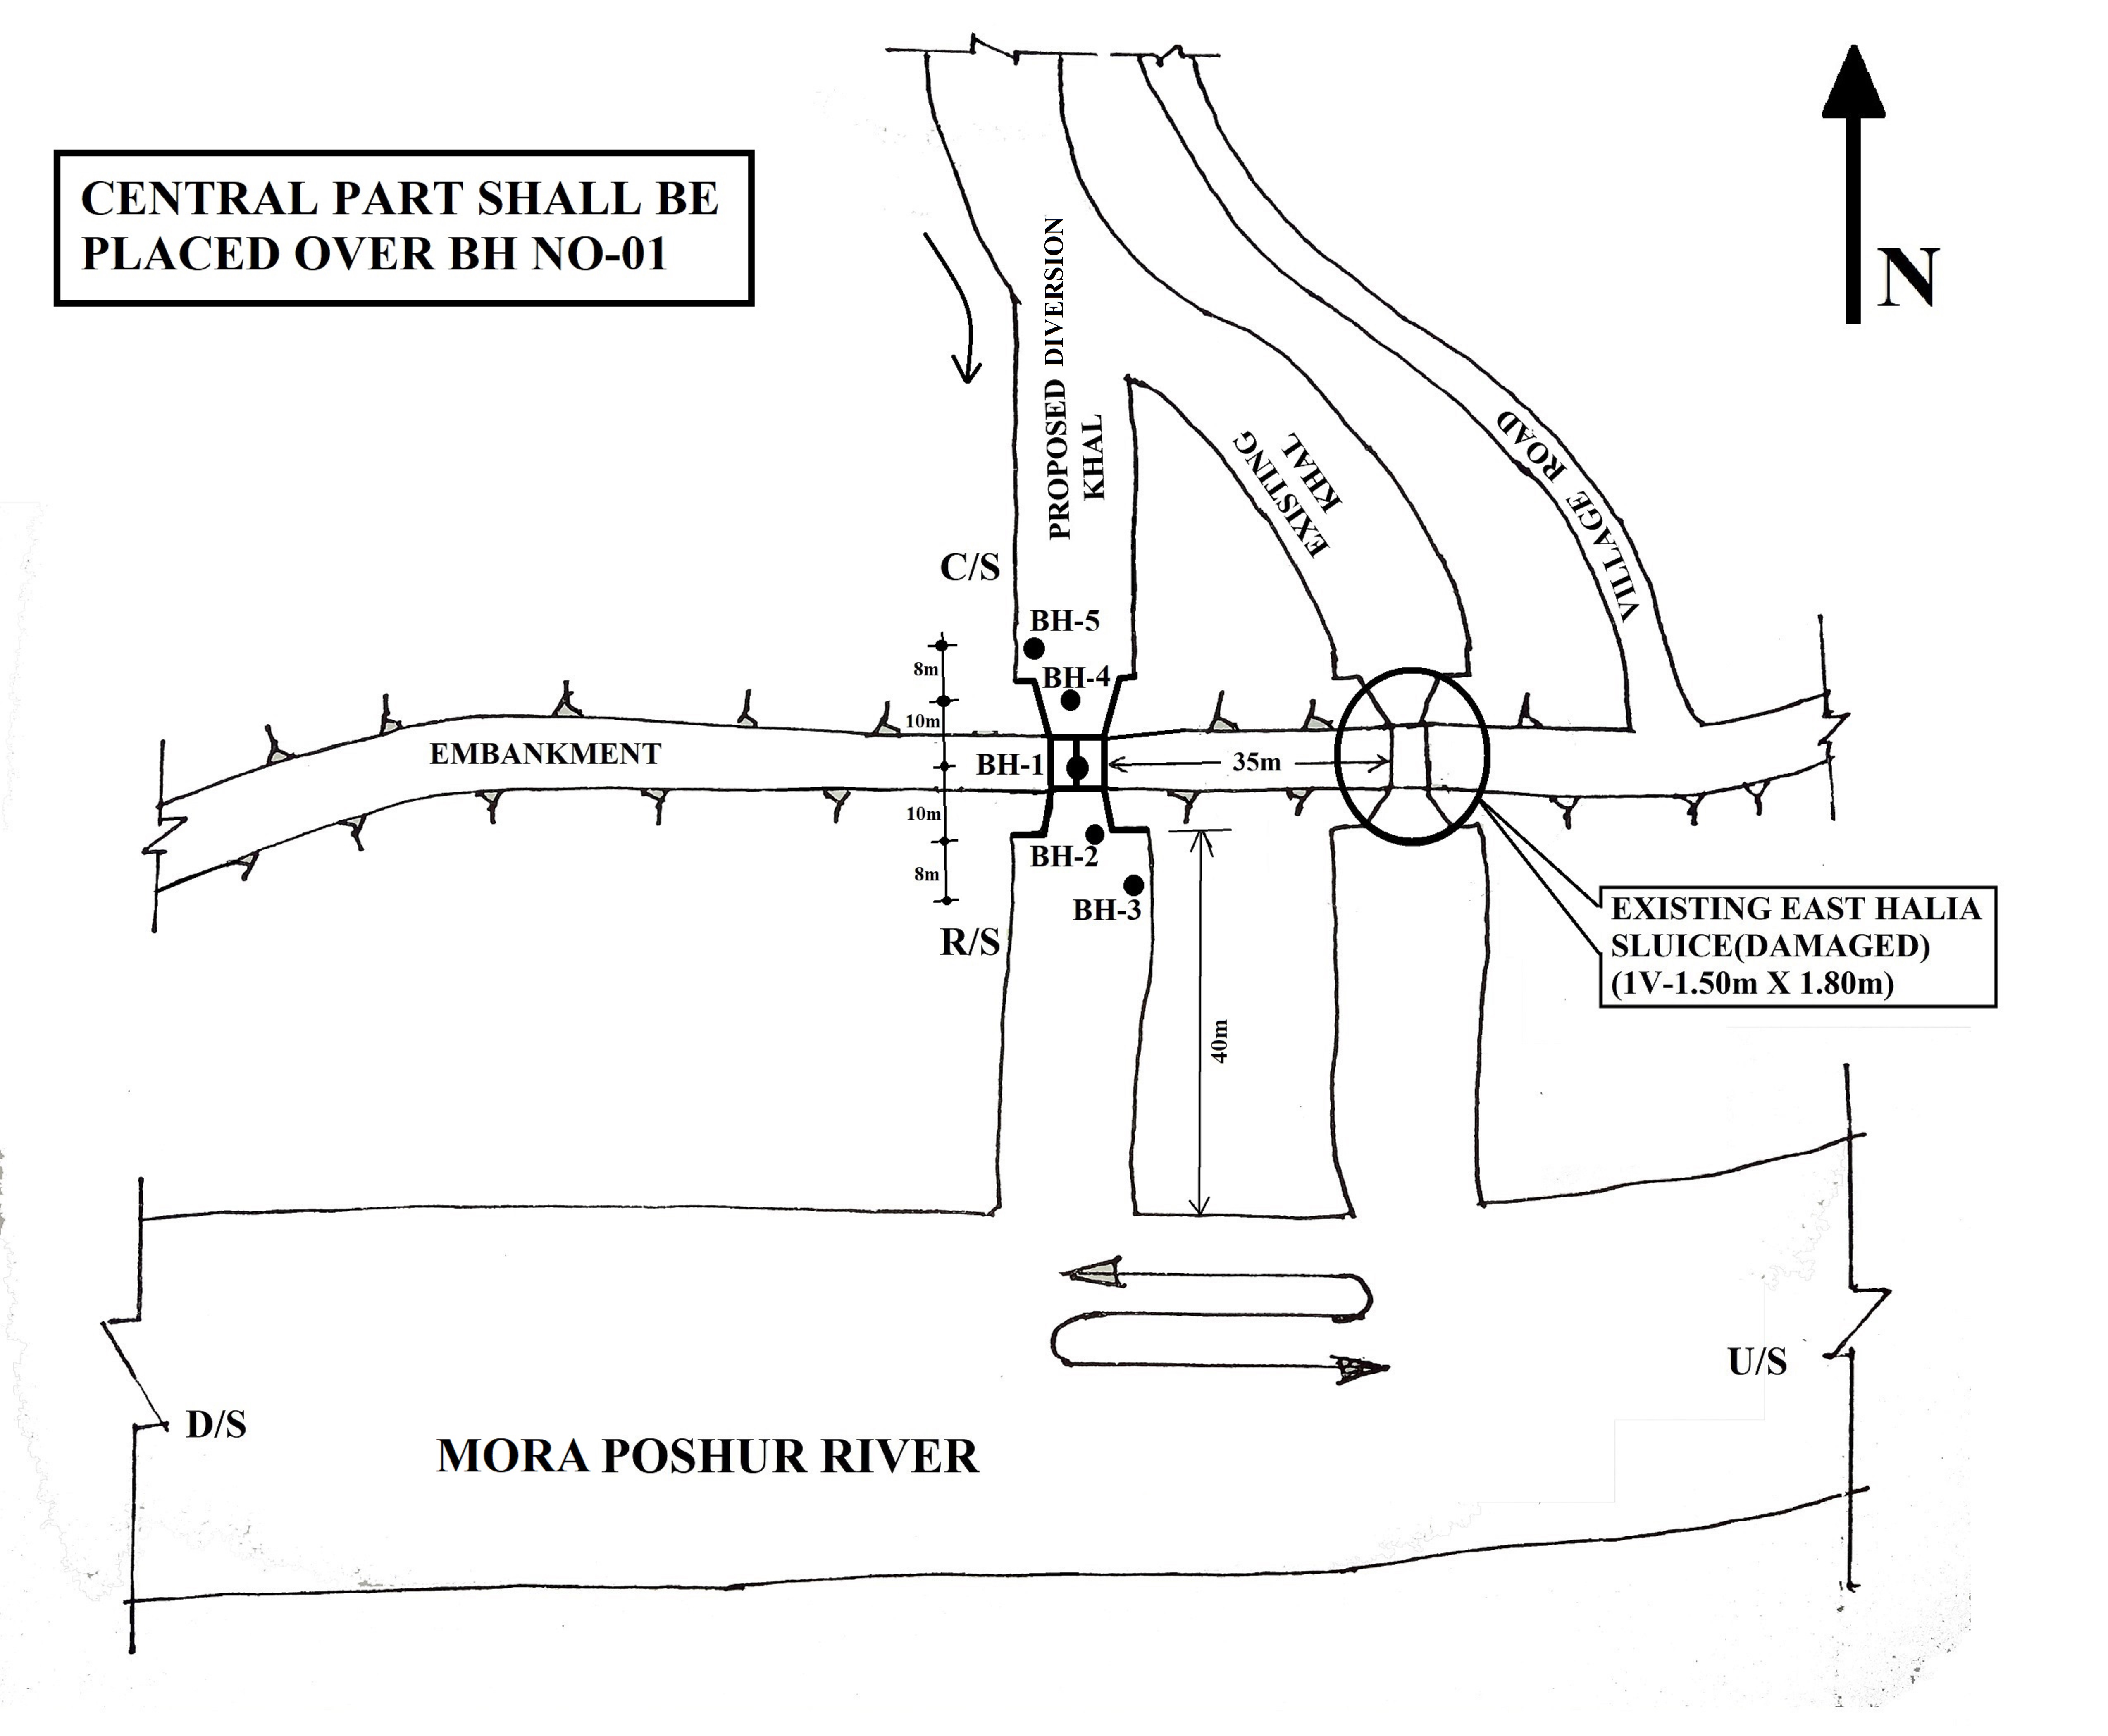 CENTRAL PART SHALL BE
PLACED OVER BH NO-01
N
PROPOSED DIVERSION
KHAL
EXISTING
KHAL
VILLAGE ROAD
C/S
BH-5
8m
BH-4
10m
EMBANKMENT
BH-1
35m
10m
BH-2
8m
BH-3
R/S
EXISTING EAST HALIA
SLUICE(DAMAGED)
(1V-1.50m X 1.80m)
40m
U/S
D/S
MORA POSHUR RIVER